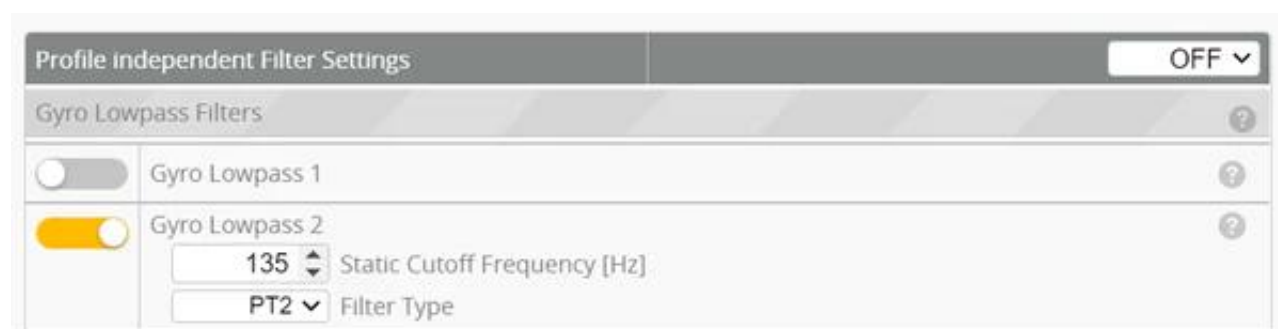 Profile independent Filter Settings OFF
Gyro Lowpass Filters ?
Gyro Lowpass 1 ?
Gyro Lowpass 2 ?
135 Static Cutoff Frequency [Hz]
PT2 Filter Type